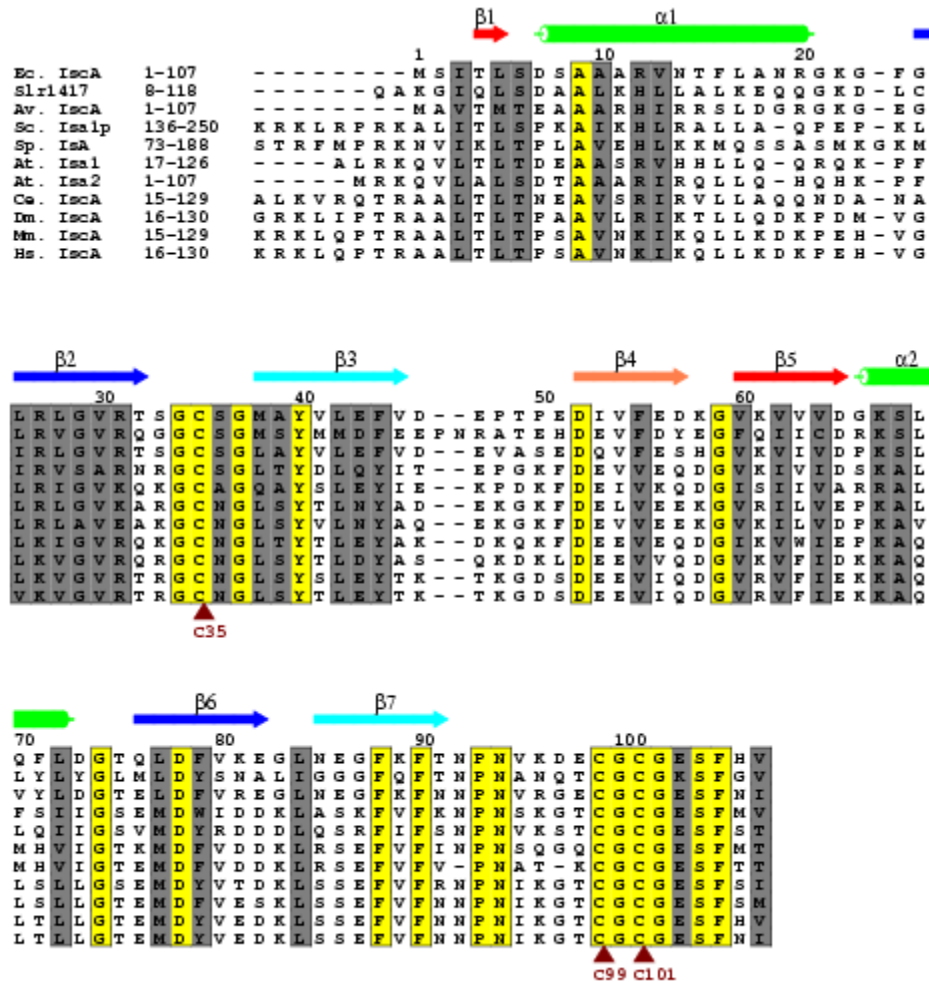 β1 α1
1 10 20
Ec. IscA 1-107 - - - - - - - - M S I T L S D S A A A R V N T F L A N R G K G - F G
Slr1417 8-118 - - - - - - Q A K G I Q L S D A A L K H L L A L K E Q Q G K D - L C
Av. IscA 1-107 - - - - - - - - M A V T M T E A A A R H I R R S L D G R G K G - E G
Sc. Isa1p 136-250 K R K L R P R K A L I T L S P K A I K H L R A L L A - Q P E P - K L
Sp. IsA 73-188 S T R F M P R K N V I K L T P L A V E H L K K M Q S S A S M K G K M
At. Isa1 17-126 - - - - A L R K Q V L T L T D E A A S R V H H L L Q - Q R Q K - P F
At. Isa2 1-107 - - - - - M R K Q V L A L S D T A A A R I R Q L L Q - H Q H K - P F
Ce. IscA 15-129 A L K V R Q T R A A L T L T N E A V S R I R V L L A Q Q N D A - N A
Dm. IscA 16-130 G R K L I P T R A A L T L T P A A V L R I K T L L Q D K P D M - V G
Mm. IscA 15-129 K R K L Q P T R A A L T L T P S A V N K I K Q L L K D K P E H - V G
Hs. IscA 16-130 K R K L Q P T R A A L T L T P S A V N K I K Q L L K D K P E H - V G
β2 β3 β4 β5 α2
30 40 50 60
L R L G V R T S G C S G M A Y V L E F V D - - E P T P E D I V F E D K G V K V V V D G K S L
L R V G V R Q G G C S G M S Y M M D F E E P N R A T E H D E V F D Y E G F Q I I C D R K S L
I R L G V R T S G C S G L A Y V L E F V D - - E V A S E D Q V F E S H G V K V I V D P K S L
I R V S A R N R G C S G L T Y D L Q Y I T - - E P G K F D E V V E Q D G V K I V I D S K A L
L R I G V K Q K G C A G Q A Y S L E Y I E - - K P D K F D E I V K Q D G I S I I V A R R A L
L R L G V K A R G C N G L S Y T L N Y A D - - E K G K F D E L V E E K G V R I L V E P K A L
L R L A V E A K G C N G L S Y V L N Y A Q - - E K G K F D E V V E E K G V K I L V D P K A V
L K I G V R Q K G C N G L T Y T L E Y A K - - D K Q K F D E E V E Q D G I K V W I E P K A Q
L K V G V R T R G C N G L S Y T L D Y A S - - Q K D K L D E E V V Q D G V K V F I D K K A Q
L K V G V R T R G C N G L S Y S L E Y T K - - T K G D S D E E V I Q D G V R V F I E K K A Q
V K V G V R T R G C N G L S Y T L E Y T K - - T K G D S D E E V I Q D G V R V F I E K K A Q
C35
β6 β7
70 80 90 100
Q F L D G T Q L D F V K E G L N E G F K F T N P N V K D E C G C G E S F H V
L Y L Y G L M L D Y S N A L I G G G F Q F T N P N A N Q T C G C G K S F G V
V Y L D G T E L D F V R E G L N E G F K F N N P N V R G E C G C G E S F N I
F S I I G S E M D W I D D K L A S K F V F K N P N S K G T C G C G E S F M V
L Q I I G S V M D Y R D D D L Q S R F I F S N P N V K S T C G C G E S F S T
M H V I G T K M D F V D D K L R S E F V F I N P N S Q G Q C G C G E S F M T
M H V I G T E M D F V D D K L R S E F V F V - P N A T - K C G C G E S F T T
L S L L G S E M D Y V T D K L S S E F V F R N P N I K G T C G C G E S F S I
L S L L G T E M D F V E S K L S S E F V F N N P N I K G T C G C G E S F S M
L T L L G T E M D Y V E D K L S S E F V F N N P N I K G T C G C G E S F H V
L T L L G T E M D Y V E D K L S S E F V F N N P N I K G T C G C G E S F N I
C99 C101